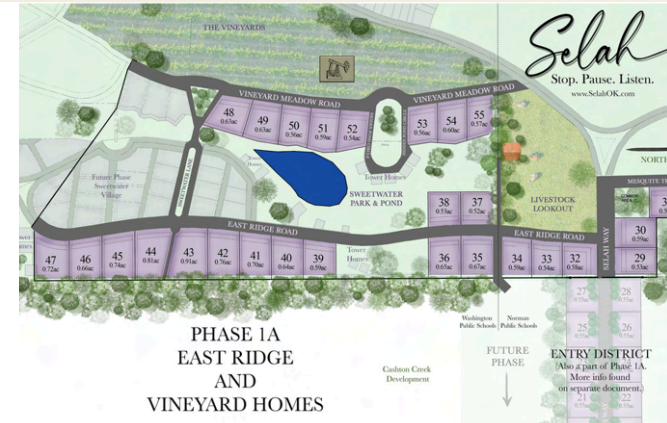 THE VINEYARDS
Selah
Stop. Pause. Listen.
www.SelahOK.com
VINEYARD MEADOW ROAD
VINEYARD MEADOW ROAD
48
0.63ac
49
0.63ac
50
0.56ac
51
0.59ac
52
0.54ac
53
0.56ac
54
0.60ac
55
0.57ac
NORT
MESQUITE TR
Future Phase
Sweetwater
Village
SWEETWATER LANE
Tower
Homes
Tower Homes
SWEETWATER
PARK & POND
LIVESTOCK
LOOKOUT
COMMON
AREA
38
0.53ac
37
0.52ac
30
0.59ac
29
0.53ac
EAST RIDGE ROAD
EAST RIDGE ROAD
SELAH WAY
47
0.72ac
46
0.66ac
45
0.74ac
44
0.81ac
43
0.91ac
42
0.76ac
41
0.70ac
40
0.64ac
39
0.59ac
Tower
Homes
36
0.65ac
35
0.67ac
34
0.59ac
33
0.54ac
32
0.58ac
27
28
25
26
21
22
Washington
Public Schools
Norman
Public Schools
PHASE 1A
EAST RIDGE
AND
VINEYARD HOMES
Cashton Creek
Development
FUTURE
PHASE
ENTRY DISTRICT
(Also a part of Phase 1A.
More info found
on separate document.)